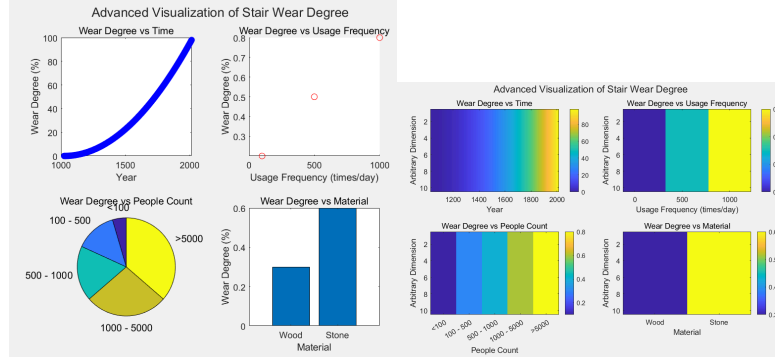 Advanced Visualization of Stair Wear Degree
Wear Degree vs Time
Wear Degree (%)
100
80
60
40
20
0
1000
1500
2000
Year
Wear Degree vs Usage Frequency
Wear Degree (%)
0.8
0.7
0.6
0.5
0.4
0.3
0
500
1000
Usage Frequency (times/day)
Wear Degree vs People Count
<100
100 - 500
500 - 1000
1000 - 5000
>5000
Wear Degree vs Material
Wear Degree (%)
0.6
0.4
0.2
0
Wood
Stone
Material
Advanced Visualization of Stair Wear Degree
Wear Degree vs Time
Arbitrary Dimension
2
4
6
8
10
1200
1400
1600
1800
2000
Year
80
60
40
20
0
Wear Degree vs Usage Frequency
Arbitrary Dimension
2
4
6
8
10
0
500
1000
Usage Frequency (times/day)
Wear Degree vs People Count
Arbitrary Dimension
2
4
6
8
10
<100
100 - 500
500 - 1000
1000 - 5000
>5000
People Count
0.8
0.6
0.4
0.2
Wear Degree vs Material
Arbitrary Dimension
2
4
6
8
10
Wood
Stone
Material